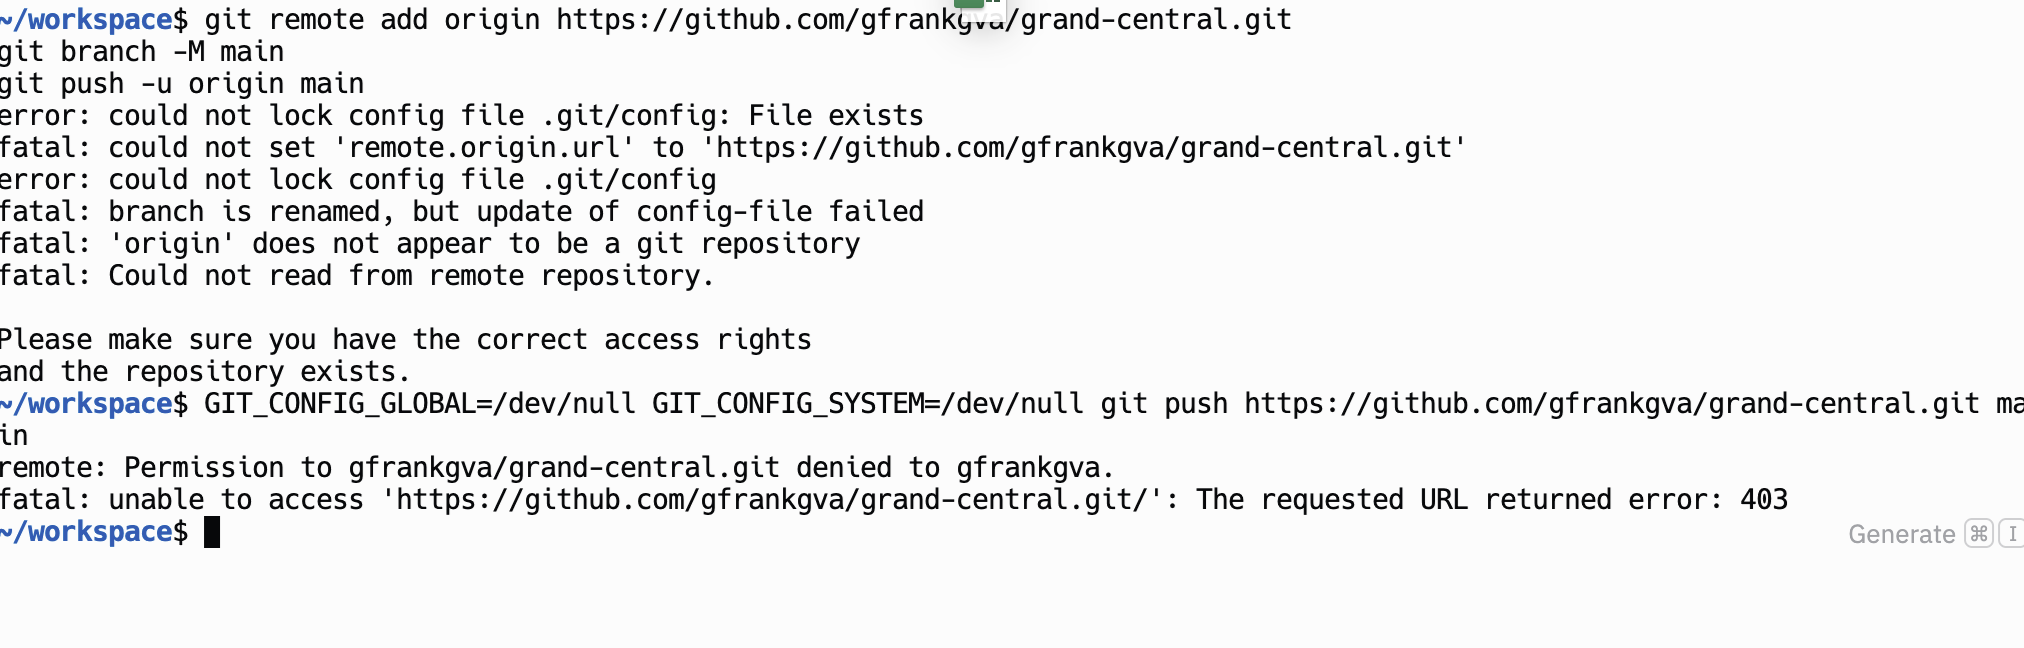 ~/workspace$ git remote add origin https://github.com/gfrankgva/grand-central.git
git branch -M main
git push -u origin main
error: could not lock config file .git/config: File exists
fatal: could not set 'remote.origin.url' to 'https://github.com/gfrankgva/grand-central.git'
error: could not lock config file .git/config
fatal: branch is renamed, but update of config-file failed
fatal: 'origin' does not appear to be a git repository
fatal: Could not read from remote repository.
Please make sure you have the correct access rights
and the repository exists.
~/workspace$ GIT_CONFIG_GLOBAL=/dev/null GIT_CONFIG_SYSTEM=/dev/null git push https://github.com/gfrankgva/grand-central.git ma
in
remote: Permission to gfrankgva/grand-central.git denied to gfrankgva.
fatal: unable to access 'https://github.com/gfrankgva/grand-central.git/': The requested URL returned error: 403
~/workspace$
Generate ⌘ I